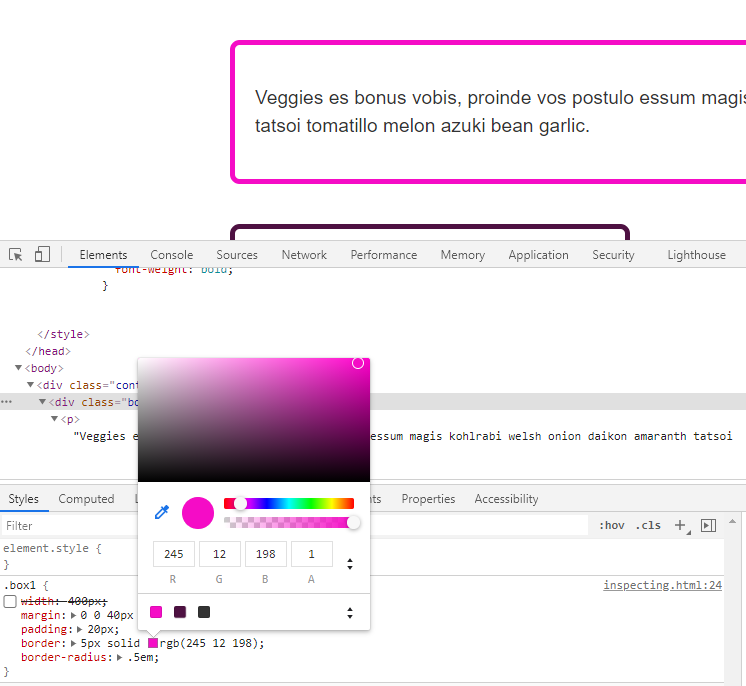 Veggies es bonus vobis, proinde vos postulo essum magis
tatsoi tomatillo melon azuki bean garlic.
Elements Console Sources Network Performance Memory Application Security Lighthouse
font-weight: bold;
}
</style>
</head>
<body>
<div class="cont
••• <div class="bo
<p>
"Veggies e essum magis kohlrabi welsh onion daikon amaranth tatsoi
Styles Computed L nts Properties Accessibility
Filter :hov .cls +
element.style {
}
.box1 { inspecting.html:24
width: 400px;
margin: 0 0 40px
padding: 20px;
border: 5px solid rgb(245 12 198);
border-radius: .5em;
}
245 12 198 1
R G B A